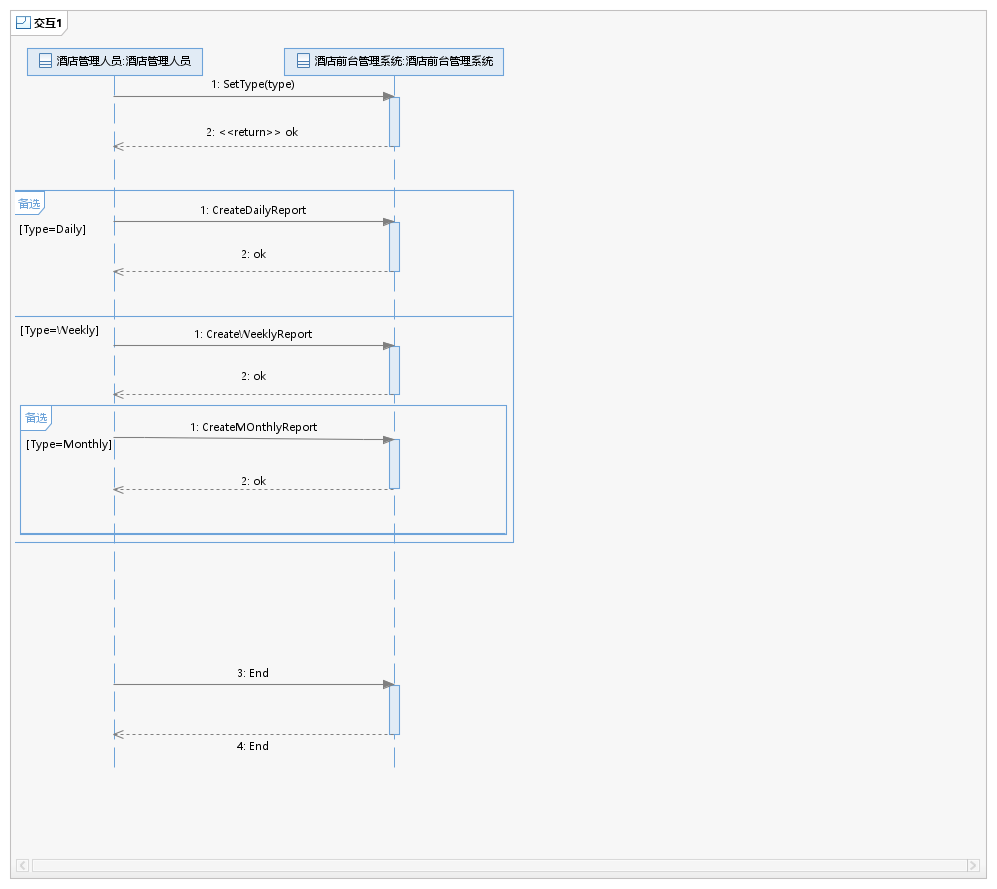 交互1
酒店管理人员:酒店管理人员
酒店前台管理系统:酒店前台管理系统
1: SetType(type)
2: <<return>> ok
备选
1: CreateDailyReport
[Type=Daily]
2: ok
[Type=Weekly]
1: CreateWeeklyReport
2: ok
备选
1: CreateMOnthlyReport
[Type=Monthly]
2: ok
3: End
4: End